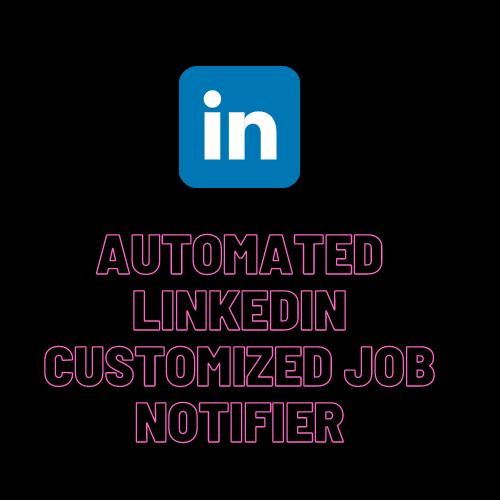 in
AUTOMATED
LINKEDIN
CUSTOMIZED JOB
NOTIFIER